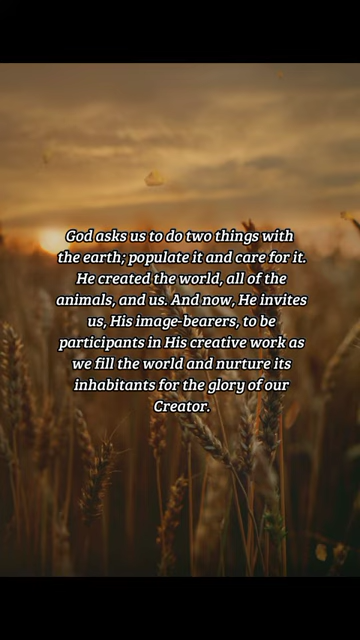 God asks us to do two things with
the earth; populate it and care for it.
He created the world, all of the
animals, and us. And now, He invites
us, His image-bearers, to be
participants in His creative work as
we fill the world and nurture its
inhabitants for the glory of our
Creator.